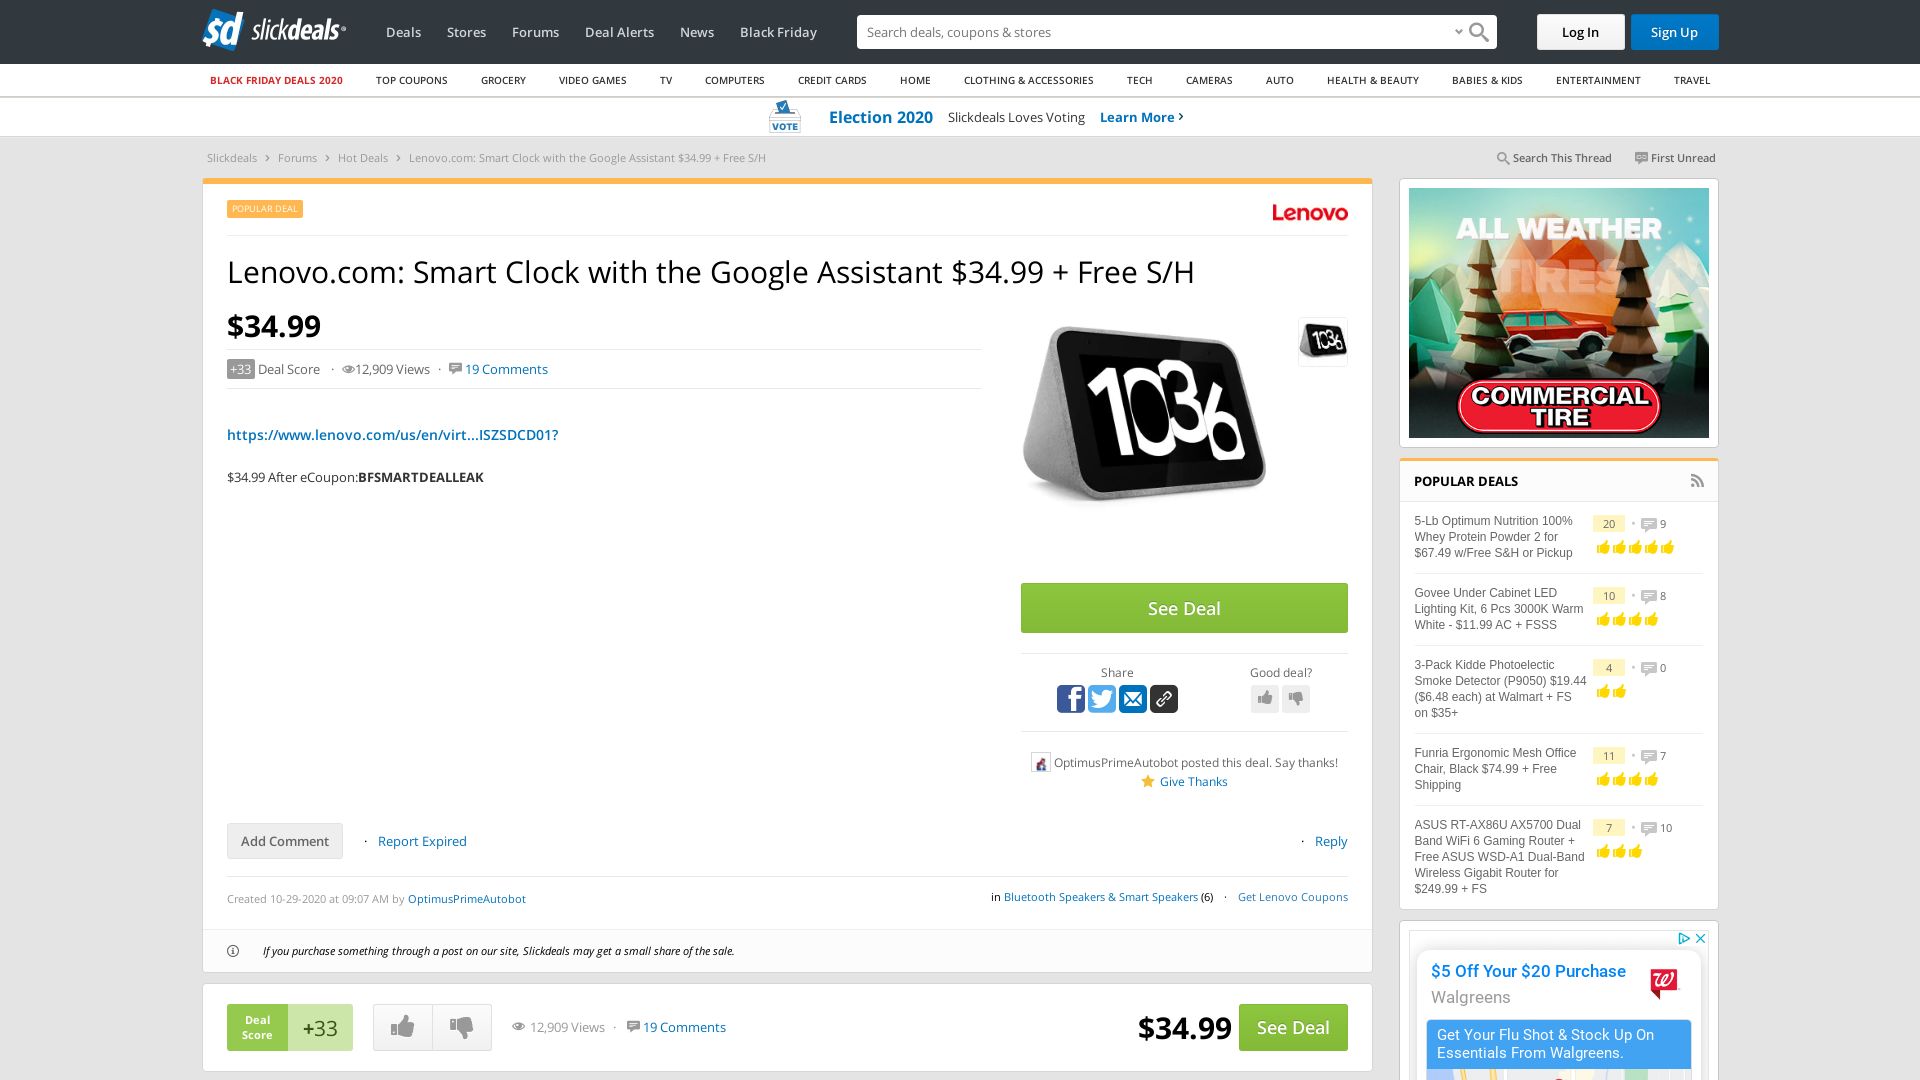 sd slickdeals
Deals Stores Forums Deal Alerts News Black Friday
Search deals, coupons & stores
Log In Sign Up
BLACK FRIDAY DEALS 2020 TOP COUPONS GROCERY VIDEO GAMES TV COMPUTERS CREDIT CARDS HOME CLOTHING & ACCESSORIES TECH CAMERAS AUTO HEALTH & BEAUTY BABIES & KIDS ENTERTAINMENT TRAVEL
VOTE Election 2020 Slickdeals Loves Voting Learn More
Slickdeals Forums Hot Deals Lenovo.com: Smart Clock with the Google Assistant $34.99 + Free S/H
Search This Thread First Unread
POPULAR DEAL
Lenovo
Lenovo.com: Smart Clock with the Google Assistant $34.99 + Free S/H
$34.99
+33 Deal Score · 12,909 Views · 19 Comments
https://www.lenovo.com/us/en/virt...ISZSDCD01?
$34.99 After eCoupon:BFSMARTDEALLEAK
1036
1036
See Deal
Share
Good deal?
OptimusPrimeAutobot posted this deal. Say thanks!
Give Thanks
Add Comment · Report Expired
· Reply
Created 10-29-2020 at 09:07 AM by OptimusPrimeAutobot
in Bluetooth Speakers & Smart Speakers (6) · Get Lenovo Coupons
If you purchase something through a post on our site, Slickdeals may get a small share of the sale.
Deal
Score
+33
12,909 Views · 19 Comments
$34.99
See Deal
ALL WEATHER
TIRES
COMMERCIAL
TIRE
POPULAR DEALS
5-Lb Optimum Nutrition 100%
Whey Protein Powder 2 for
$67.49 w/Free S&H or Pickup
20 • 9
Govee Under Cabinet LED
Lighting Kit, 6 Pcs 3000K Warm
White - $11.99 AC + FSSS
10 • 8
3-Pack Kidde Photoelectic
Smoke Detector (P9050) $19.44
($6.48 each) at Walmart + FS
on $35+
4 • 0
Funria Ergonomic Mesh Office
Chair, Black $74.99 + Free
Shipping
11 • 7
ASUS RT-AX86U AX5700 Dual
Band WiFi 6 Gaming Router +
Free ASUS WSD-A1 Dual-Band
Wireless Gigabit Router for
$249.99 + FS
7 • 10
$5 Off Your $20 Purchase
Walgreens
Get Your Flu Shot & Stock Up On
Essentials From Walgreens.